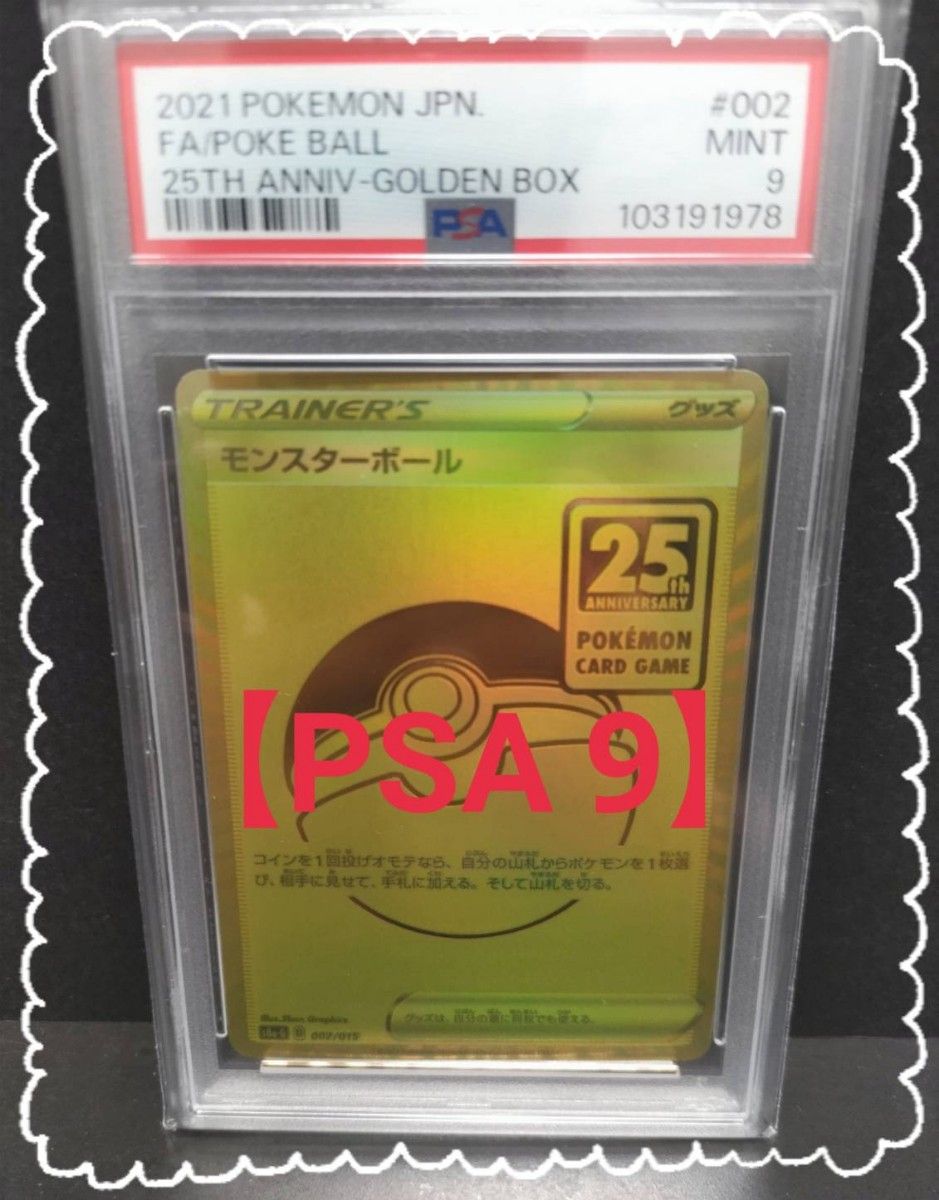 2021 POKEMON JPN. #002
FA/POKE BALL MINT
25TH ANNIV-GOLDEN BOX 9
PSA 103191978
TRAINER'S グッズ
モンスターボール
25th
ANNIVERSARY
POKÉMON
CARD GAME
【PSA 9】
コインを1回投げオモテなら、自分の山札からポケモンを1枚選
び、相手に見せて、手札に加える。そして山札を切る。
グッズは、自分の番に何枚でも使える。
Illus. Skan. Graphics
002/015